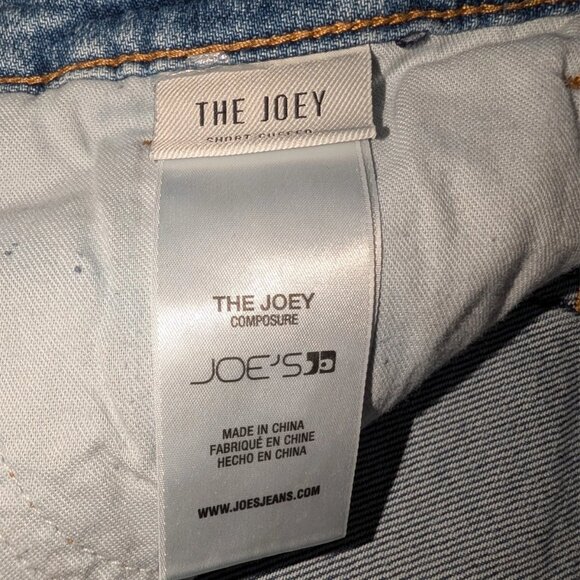 THE JOEY
SHORT CUFFED
THE JOEY
COMPOSURE
JOE'S
MADE IN CHINA
FABRIQUÉ EN CHINE
HECHO EN CHINA
WWW.JOESJEANS.COM